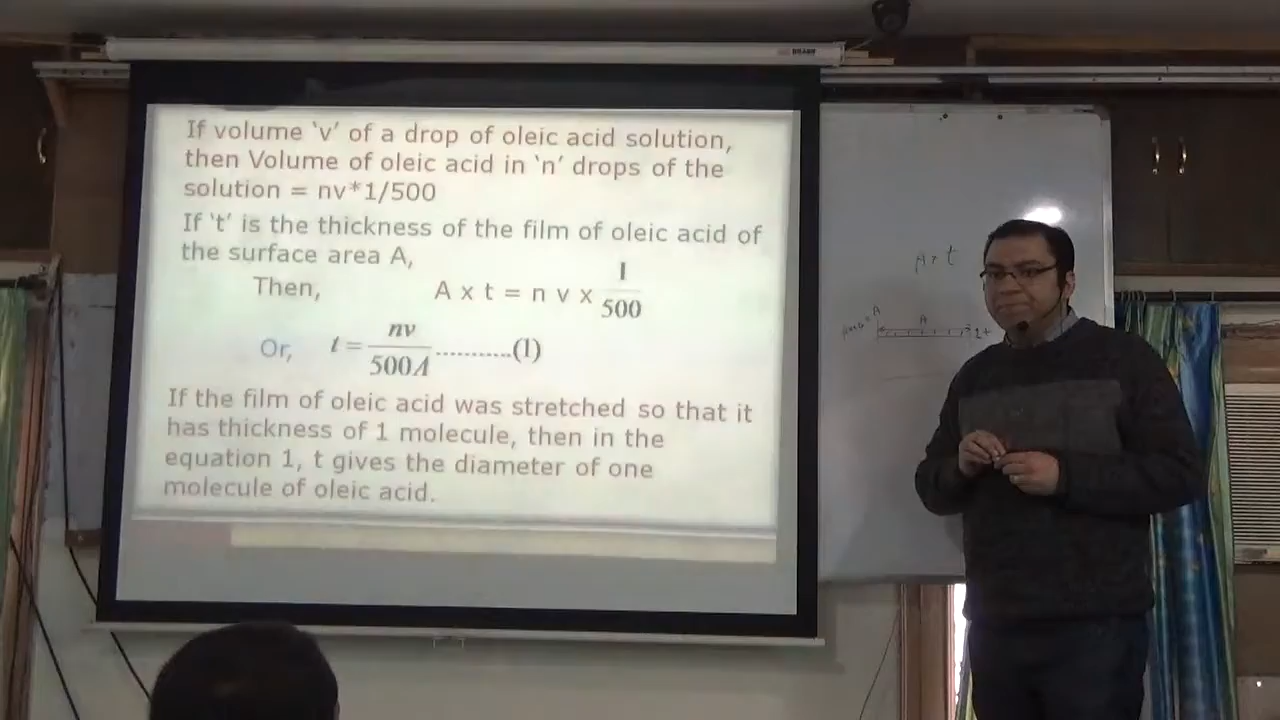 If volume ‘v’ of a drop of oleic acid solution,
then Volume of oleic acid in ‘n’ drops of the
solution = nv*1/500
If ‘t’ is the thickness of the film of oleic acid of
the surface area A,
Then, A x t = n v x 1/500
Or, t = nv/500A ...........(1)
If the film of oleic acid was stretched so that it
has thickness of 1 molecule, then in the
equation 1, t gives the diameter of one
molecule of oleic acid.
A x t
A
A
t